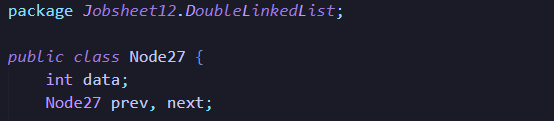 package Jobsheet12.DoubleLinkedList;
public class Node27 {
int data;
Node27 prev, next;